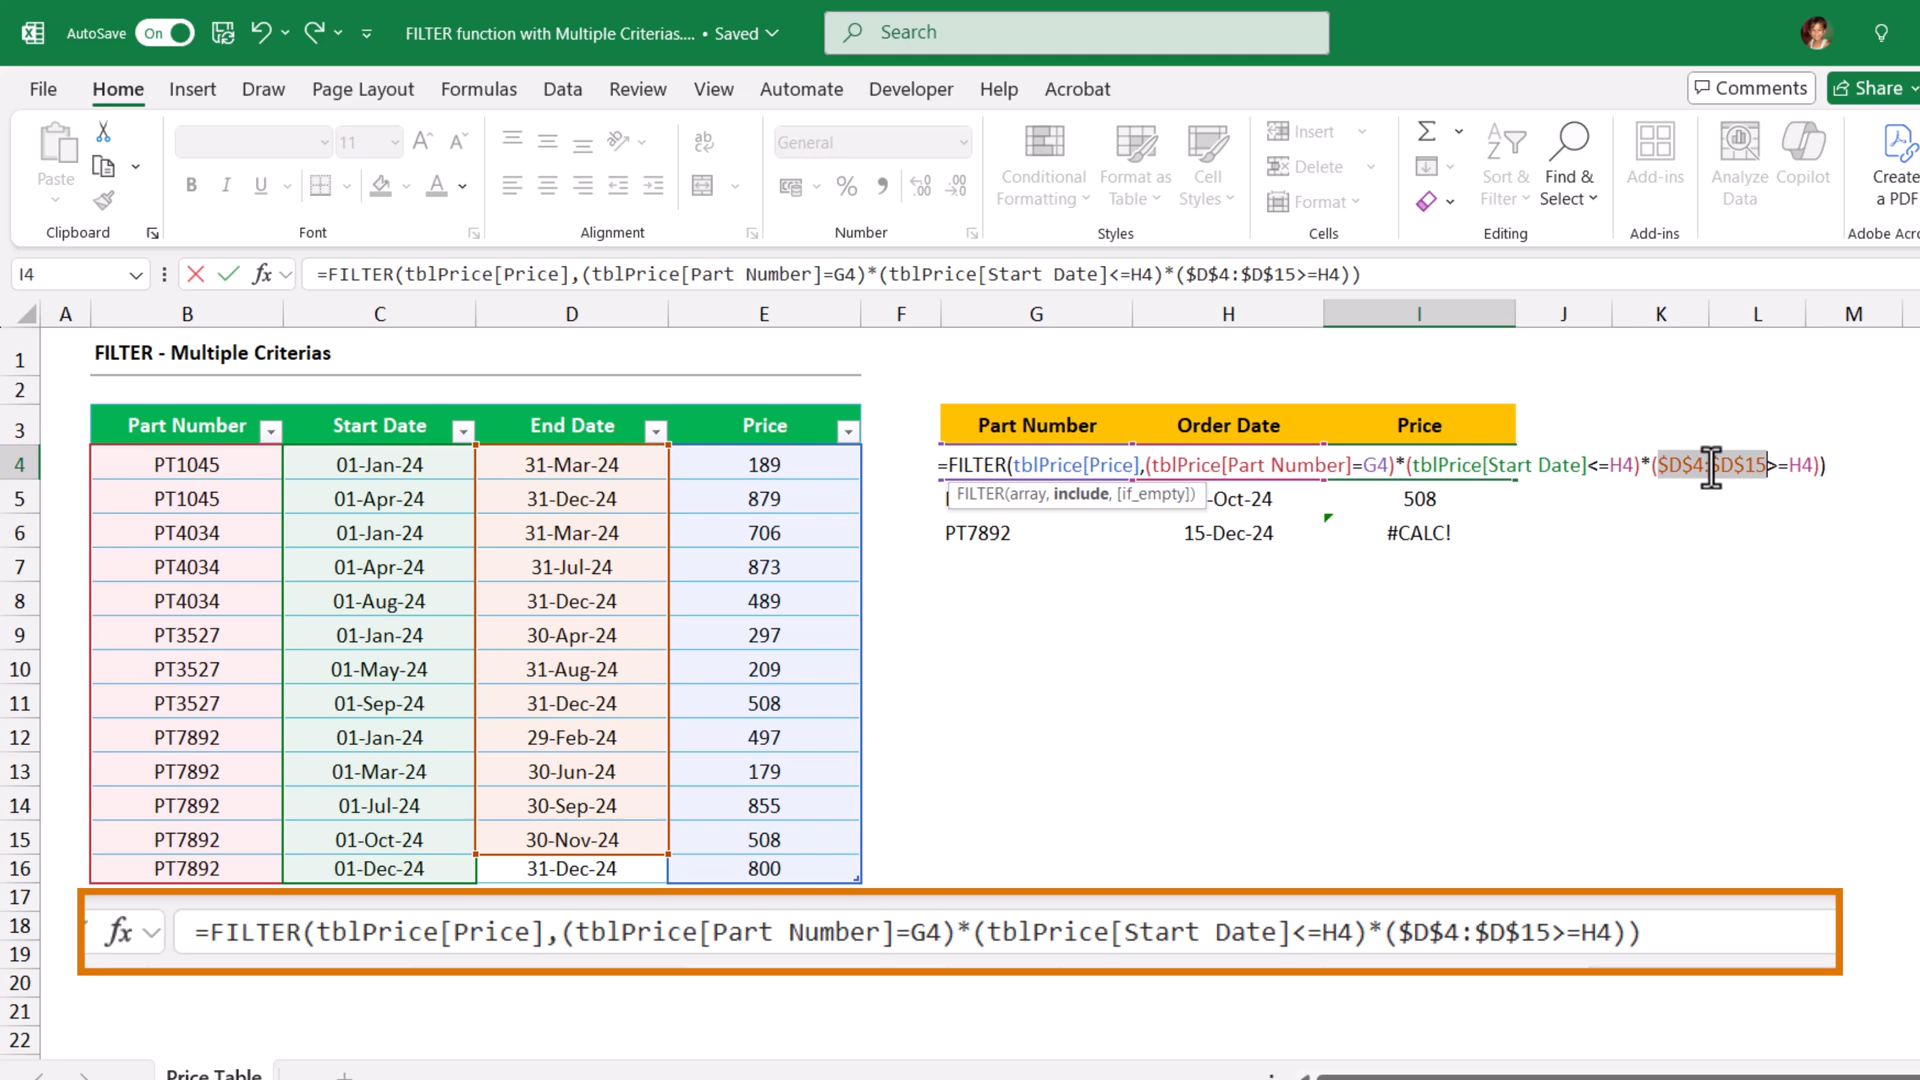 AutoSave On FILTER function with Multiple Criterias.... • Saved Search
File Home Insert Draw Page Layout Formulas Data Review View Automate Developer Help Acrobat Comments Share
Paste 11 General Conditional Formatting Format as Table Cell Styles Insert Delete Format Sort & Filter Find & Select Add-ins Analyze Data Copilot Create a PDF
B I U
Clipboard Font Alignment Number Styles Cells Editing Add-ins Adobe Acro
I4 fx =FILTER(tblPrice[Price],(tblPrice[Part Number]=G4)*(tblPrice[Start Date]<=H4)*($D$4:$D$15>=H4))
A B C D E F G H I J K L M
1 FILTER - Multiple Criterias
2
3 Part Number Start Date End Date Price Part Number Order Date Price
4 PT1045 01-Jan-24 31-Mar-24 189 =FILTER(tblPrice[Price],(tblPrice[Part Number]=G4)*(tblPrice[Start Date]<=H4)*($D$4:$D$15>=H4))
5 PT1045 01-Apr-24 31-Dec-24 879 FILTER(array, include, [if_empty]) -Oct-24 508
6 PT4034 01-Jan-24 31-Mar-24 706 PT7892 15-Dec-24 #CALC!
7 PT4034 01-Apr-24 31-Jul-24 873
8 PT4034 01-Aug-24 31-Dec-24 489
9 PT3527 01-Jan-24 30-Apr-24 297
10 PT3527 01-May-24 31-Aug-24 209
11 PT3527 01-Sep-24 31-Dec-24 508
12 PT7892 01-Jan-24 29-Feb-24 497
13 PT7892 01-Mar-24 30-Jun-24 179
14 PT7892 01-Jul-24 30-Sep-24 855
15 PT7892 01-Oct-24 30-Nov-24 508
16 PT7892 01-Dec-24 31-Dec-24 800
17
18 fx =FILTER(tblPrice[Price],(tblPrice[Part Number]=G4)*(tblPrice[Start Date]<=H4)*($D$4:$D$15>=H4))
19
20
21
22
Price Table